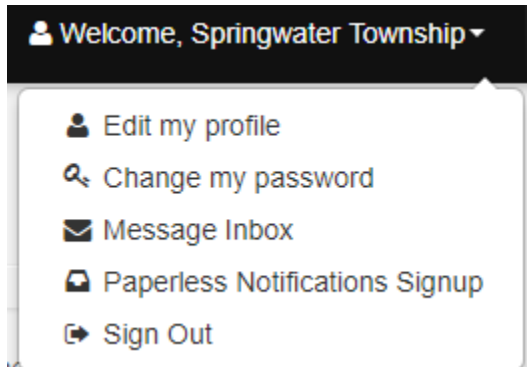 Welcome, Springwater Township
Edit my profile
Change my password
Message Inbox
Paperless Notifications Signup
Sign Out